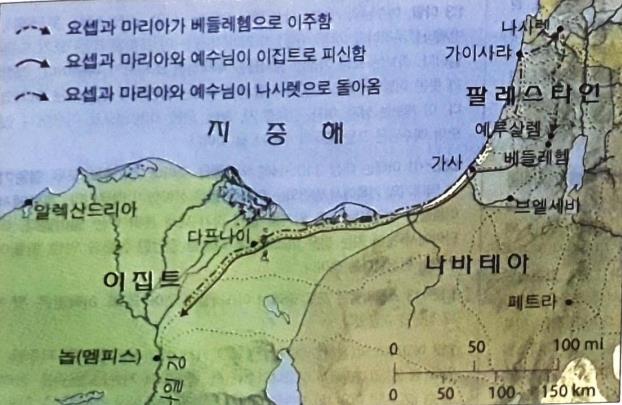 요셉과 마리아가 베들레헴으로 이주함
요셉과 마리아와 예수님이 이집트로 피신함
요셉과 마리아와 예수님이 나사렛으로 돌아옴
나사렛
가이사랴
팔레스타인
지중해
예루살렘
가사
베들레헴
알렉산드리아
브엘세바
다프나이
이집트
나바테아
페트라
놉(멤피스)
나일 강
0 50 100 mi
0 50 100 150 km